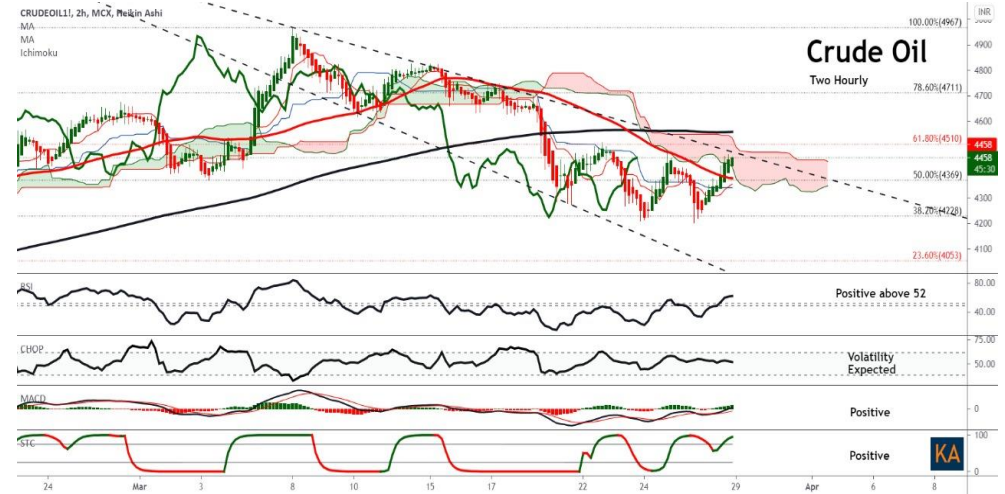 CRUDEOIL1!, 2h, MCX, Heikin Ashi
MA
MA
Ichimoku
INR
Crude Oil
Two Hourly
100.00%(4967)
78.60%(4711)
61.80%(4510)
50.00%(4369)
38.20%(4228)
23.60%(4053)
4900
4800
4700
4600
4458
4458
45:30
4300
4200
4100
RSI
Positive above 52
80.00
40.00
CHOP
Volatility
Expected
75.00
50.00
MACD
Positive
0
STC
Positive
KA
100
0
24
Mar
3
8
10
15
17
22
24
29
Apr
6
8